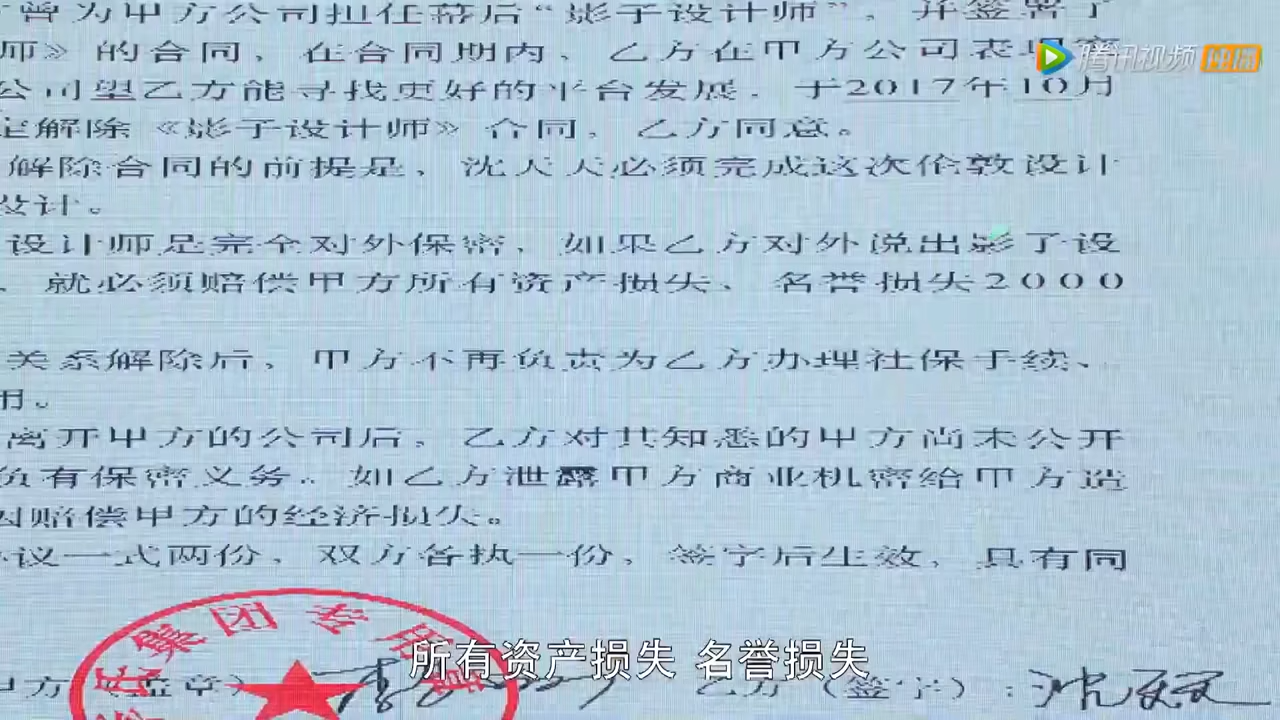 曾为甲方公司担任幕后“影子设计师”，并签署了
师》的合同，在合同期内，乙方在甲方公司表现
腾讯视频
公司望乙方能寻找更好的平台发展，于2017年10月
定解除《影子设计师》合同，乙方同意。
解除合同的前提是，沈天天必须完成这次伦敦设计
设计。
设计师是完全对外保密，如果乙方对外说出影子设
、就必须赔偿甲方所有资产损失、名誉损失2000
关系解除后，甲方不再负责为乙方办理社保手续、
用。
离开甲方的公司后，乙方对其知悉的甲方尚未公开
负有保密义务。如乙方泄露甲方商业机密给甲方造
赔偿甲方的经济损失。
议一式两份，双方各执一份，签字后生效，具有同
集团
所有资产损失 名誉损失
甲方（盖章）
乙方（签字）：沈